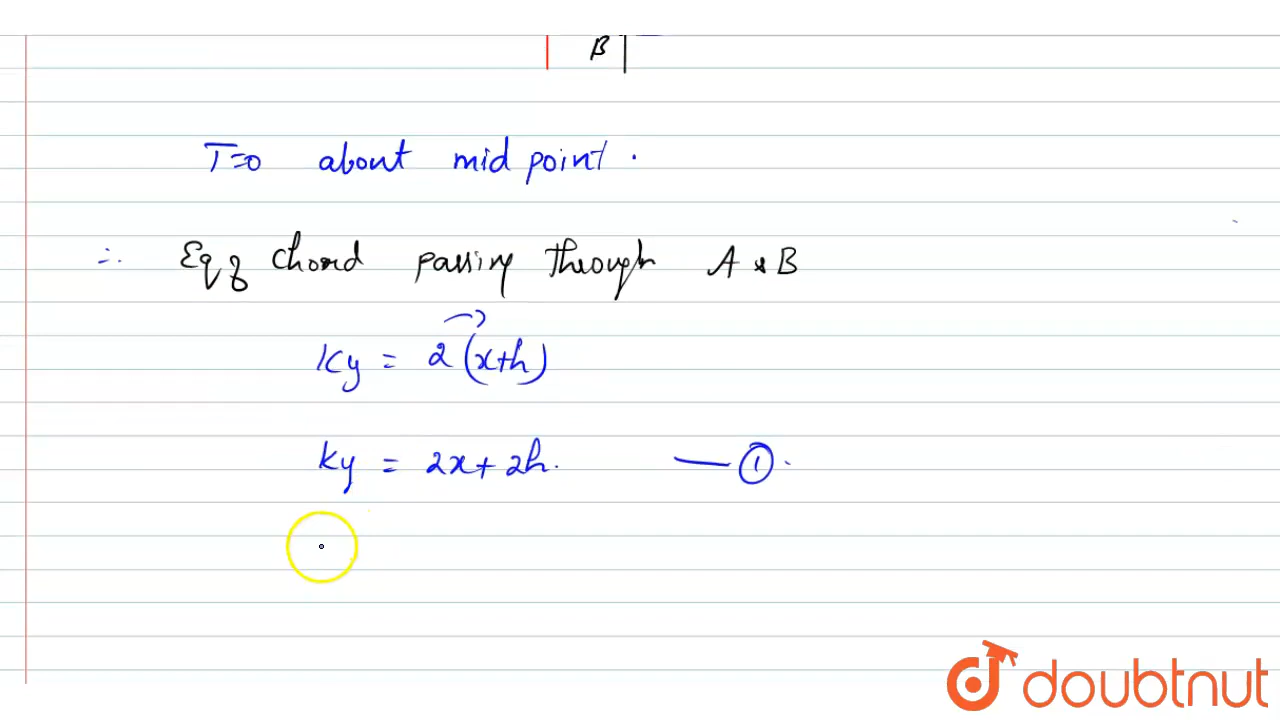 B
T=0 about mid point.
∴ Eq of Chord passing through A & B
Ky = 2(x+h)
Ky = 2x + 2h. — ①.
doubtnut